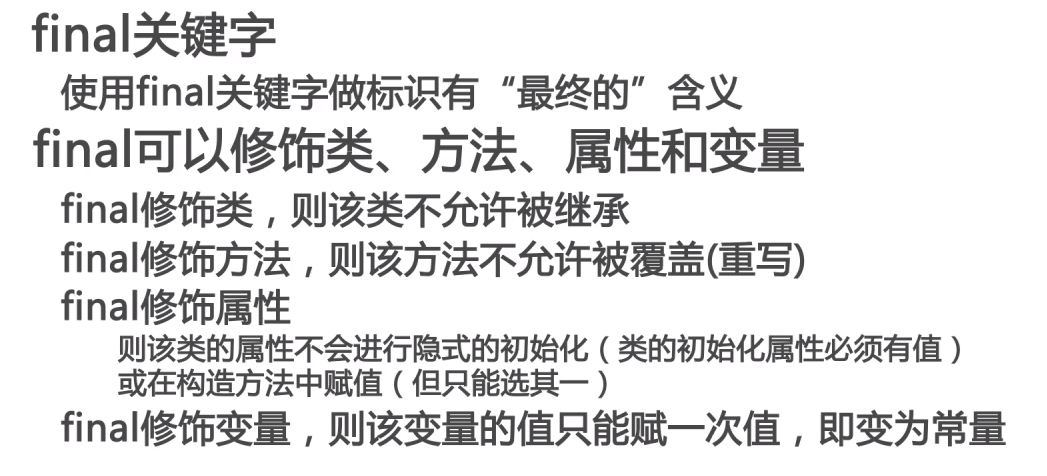 final关键字
使用final关键字做标识有“最终的”含义
final可以修饰类、方法、属性和变量
final修饰类，则该类不允许被继承
final修饰方法，则该方法不允许被覆盖(重写)
final修饰属性
则该类的属性不会进行隐式的初始化（类的初始化属性必须有值）
或在构造方法中赋值（但只能选其一）
final修饰变量，则该变量的值只能赋一次值，即变为常量